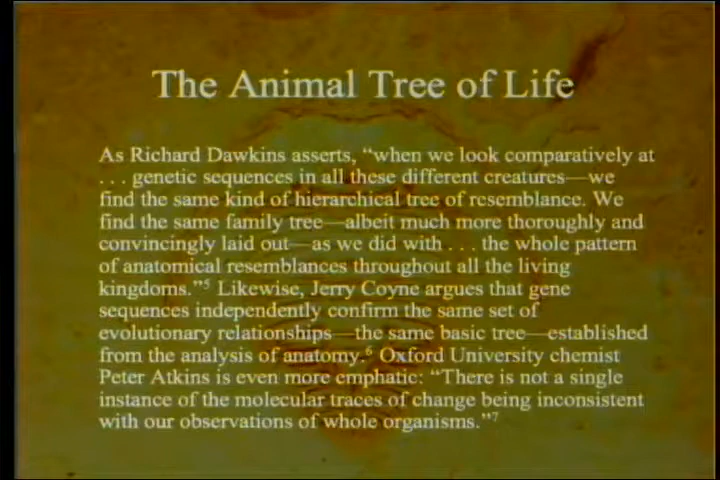 The Animal Tree of Life
As Richard Dawkins asserts, “when we look comparatively at
. . . genetic sequences in all these different creatures—we
find the same kind of hierarchical tree of resemblance. We
find the same family tree—albeit much more thoroughly and
convincingly laid out—as we did with . . . the whole pattern
of anatomical resemblances throughout all the living
kingdoms.”⁵ Likewise, Jerry Coyne argues that gene
sequences independently confirm the same set of
evolutionary relationships—the same basic tree—established
from the analysis of anatomy.⁶ Oxford University chemist
Peter Atkins is even more emphatic: “There is not a single
instance of the molecular traces of change being inconsistent
with our observations of whole organisms.”⁷